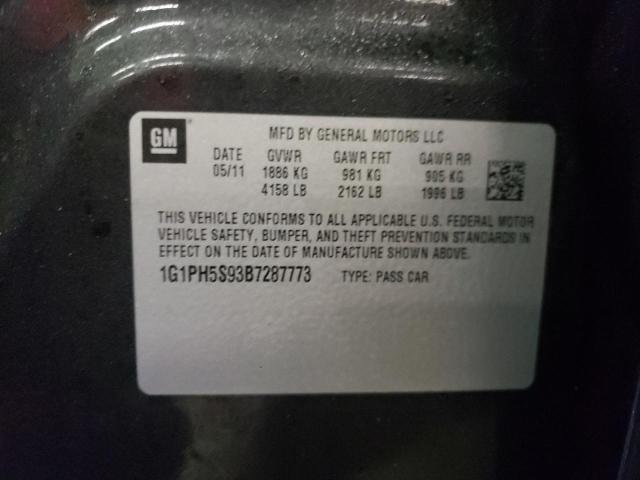 GM
MFD BY GENERAL MOTORS LLC
DATE GVWR GAWR FRT GAWR RR
05/11 1886 KG 981 KG 905 KG
4158 LB 2162 LB 1996 LB
THIS VEHICLE CONFORMS TO ALL APPLICABLE U.S. FEDERAL MOTOR
VEHICLE SAFETY, BUMPER, AND THEFT PREVENTION STANDARDS IN
EFFECT ON THE DATE OF MANUFACTURE SHOWN ABOVE.
1G1PH5S93B7287773 TYPE: PASS CAR